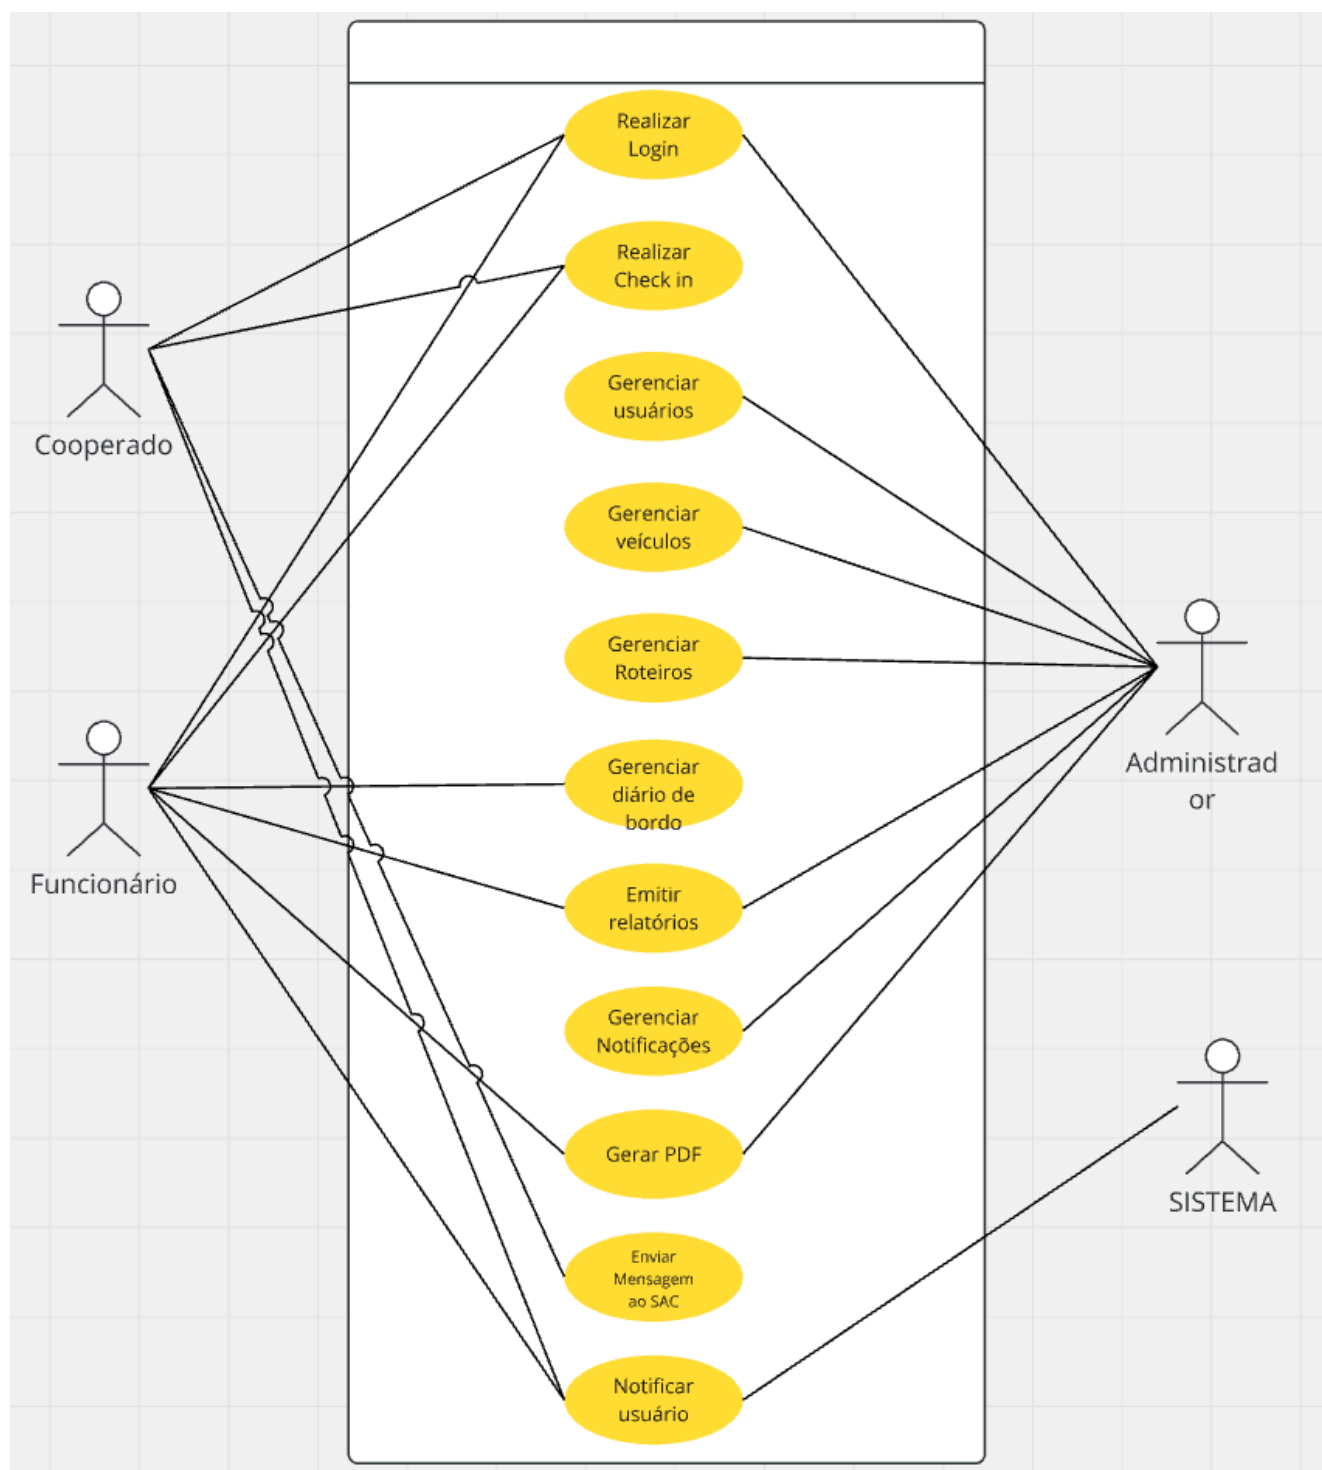 Realizar
Login
Realizar
Check in
Gerenciar
usuários
Gerenciar
veículos
Gerenciar
Roteiros
Gerenciar
diário de
bordo
Emitir
relatórios
Gerenciar
Notificações
Gerar PDF
Enviar
Mensagem
ao SAC
Notificar
usuário
Cooperado
Funcionário
Administrad
or
SISTEMA